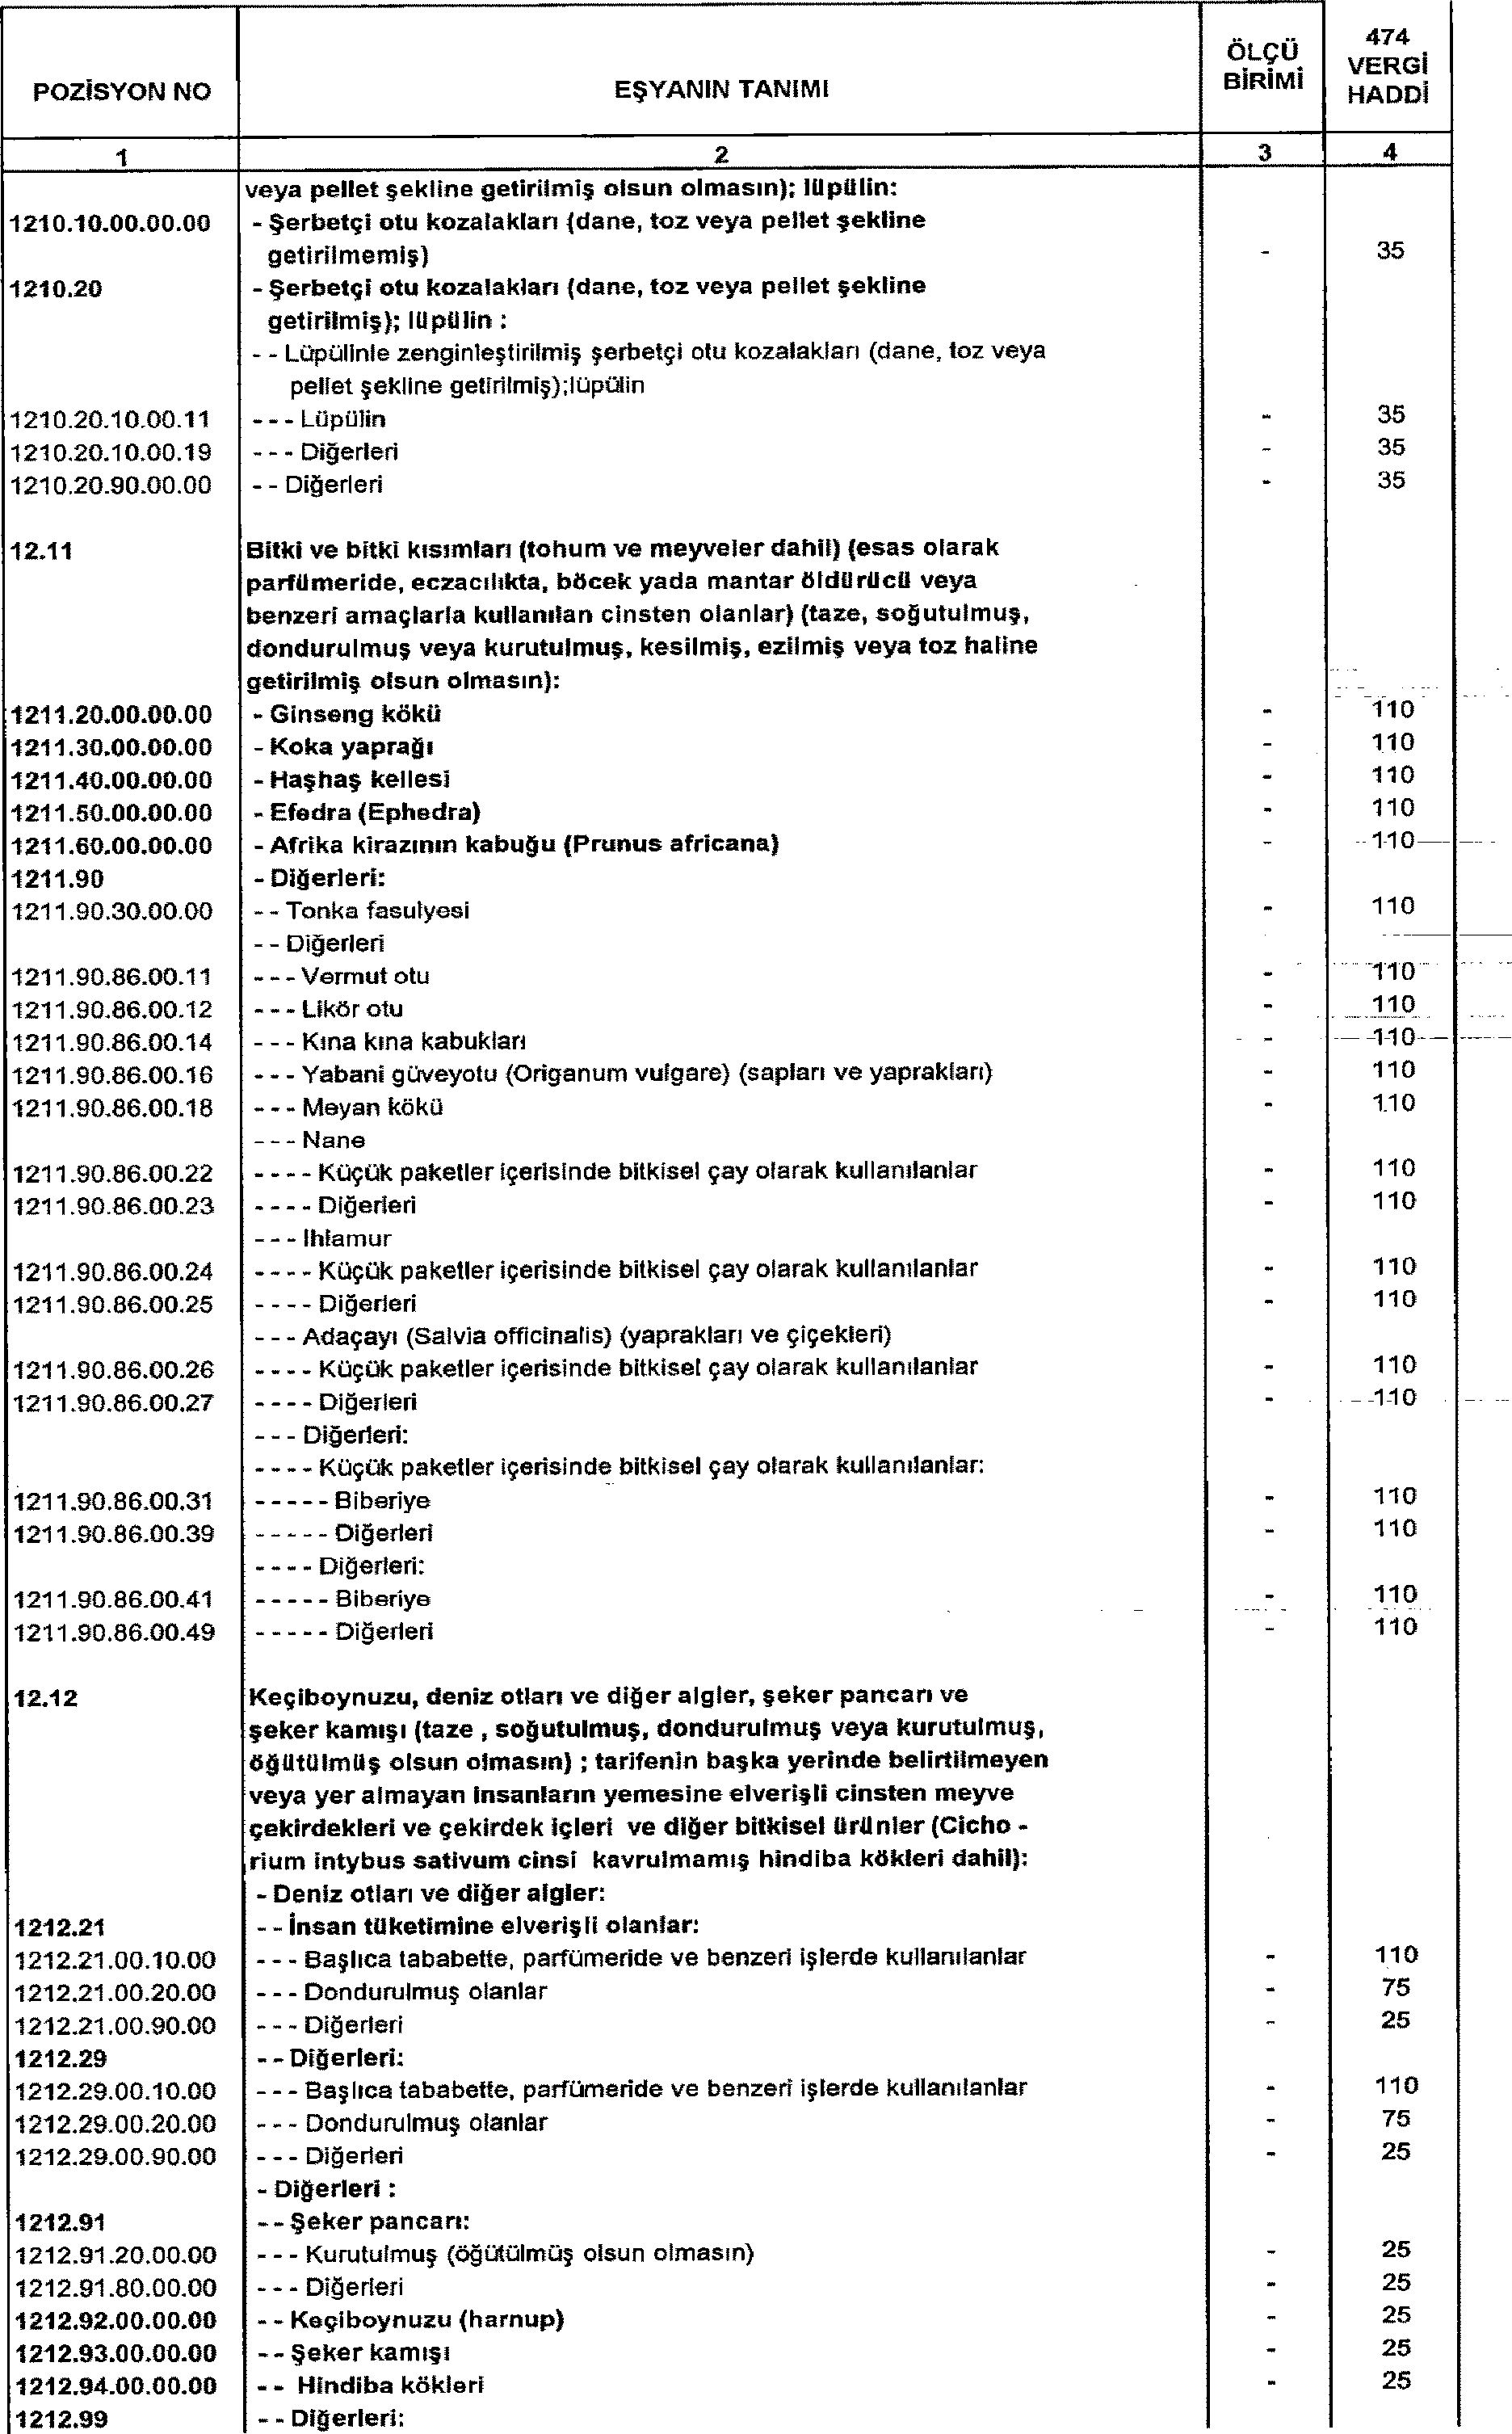 POZİSYON NO EŞYANIN TANIMI ÖLÇÜ BİRİMİ 474 VERGİ HADDİ
1 2 3 4
veya pellet şekline getirilmiş olsun olmasın); lüpülin:
1210.10.00.00.00 - Şerbetçi otu kozalakları (dane, toz veya pellet şekline
getirilmemiş) - 35
1210.20 - Şerbetçi otu kozalakları (dane, toz veya pellet şekline
getirilmiş); lüpülin :
- - Lüpülinle zenginleştirilmiş şerbetçi otu kozalakları (dane, toz veya
pellet şekline getirilmiş);lüpülin
1210.20.10.00.11 - - - Lüpülin - 35
1210.20.10.00.19 - - - Diğerleri - 35
1210.20.90.00.00 - - Diğerleri - 35
12.11 Bitki ve bitki kısımları (tohum ve meyveler dahil) (esas olarak
parfümeride, eczacılıkta, böcek yada mantar öldürücü veya
benzeri amaçlarla kullanılan cinsten olanlar) (taze, soğutulmuş,
dondurulmuş veya kurutulmuş, kesilmiş, ezilmiş veya toz haline
getirilmiş olsun olmasın):
1211.20.00.00.00 - Ginseng kökü - 110
1211.30.00.00.00 - Koka yaprağı - 110
1211.40.00.00.00 - Haşhaş kellesi - 110
1211.50.00.00.00 - Efedra (Ephedra) - 110
1211.60.00.00.00 - Afrika kirazının kabuğu (Prunus africana) - 110
1211.90 - Diğerleri:
1211.90.30.00.00 - - Tonka fasulyesi - 110
- - Diğerleri
1211.90.86.00.11 - - - Vermut otu - 110
1211.90.86.00.12 - - - Likör otu - 110
1211.90.86.00.14 - - - Kına kına kabukları - 110
1211.90.86.00.16 - - - Yabani güveyotu (Origanum vulgare) (sapları ve yaprakları) - 110
1211.90.86.00.18 - - - Meyan kökü - 110
- - - Nane
1211.90.86.00.22 - - - - Küçük paketler içerisinde bitkisel çay olarak kullanılanlar - 110
1211.90.86.00.23 - - - - Diğerleri - 110
- - - Ihlamur
1211.90.86.00.24 - - - - Küçük paketler içerisinde bitkisel çay olarak kullanılanlar - 110
1211.90.86.00.25 - - - - Diğerleri - 110
- - - Adaçayı (Salvia officinalis) (yaprakları ve çiçekleri)
1211.90.86.00.26 - - - - Küçük paketler içerisinde bitkisel çay olarak kullanılanlar - 110
1211.90.86.00.27 - - - - Diğerleri - 110
- - - Diğerleri:
- - - - Küçük paketler içerisinde bitkisel çay olarak kullanılanlar:
1211.90.86.00.31 - - - - - Biberiye - 110
1211.90.86.00.39 - - - - - Diğerleri - 110
- - - - Diğerleri:
1211.90.86.00.41 - - - - - Biberiye - 110
1211.90.86.00.49 - - - - - Diğerleri - 110
12.12 Keçiboynuzu, deniz otları ve diğer algler, şeker pancarı ve
şeker kamışı (taze , soğutulmuş, dondurulmuş veya kurutulmuş,
öğütülmüş olsun olmasın) ; tarifenin başka yerinde belirtilmeyen
veya yer almayan insanların yemesine elverişli cinsten meyve
çekirdekleri ve çekirdek içleri ve diğer bitkisel ürünler (Cicho -
rium intybus sativum cinsi kavrulmamış hindiba kökleri dahil):
- Deniz otları ve diğer algler:
1212.21 - - İnsan tüketimine elverişli olanlar:
1212.21.00.10.00 - - - Başlıca tababette, parfümeride ve benzeri işlerde kullanılanlar - 110
1212.21.00.20.00 - - - Dondurulmuş olanlar - 75
1212.21.00.90.00 - - - Diğerleri - 25
1212.29 - - Diğerleri:
1212.29.00.10.00 - - - Başlıca tababette, parfümeride ve benzeri işlerde kullanılanlar - 110
1212.29.00.20.00 - - - Dondurulmuş olanlar - 75
1212.29.00.90.00 - - - Diğerleri - 25
- Diğerleri :
1212.91 - - Şeker pancarı:
1212.91.20.00.00 - - - Kurutulmuş (öğütülmüş olsun olmasın) - 25
1212.91.80.00.00 - - - Diğerleri - 25
1212.92.00.00.00 - - Keçiboynuzu (harnup) - 25
1212.93.00.00.00 - - Şeker kamışı - 25
1212.94.00.00.00 - - Hindiba kökleri - 25
1212.99 - - Diğerleri: